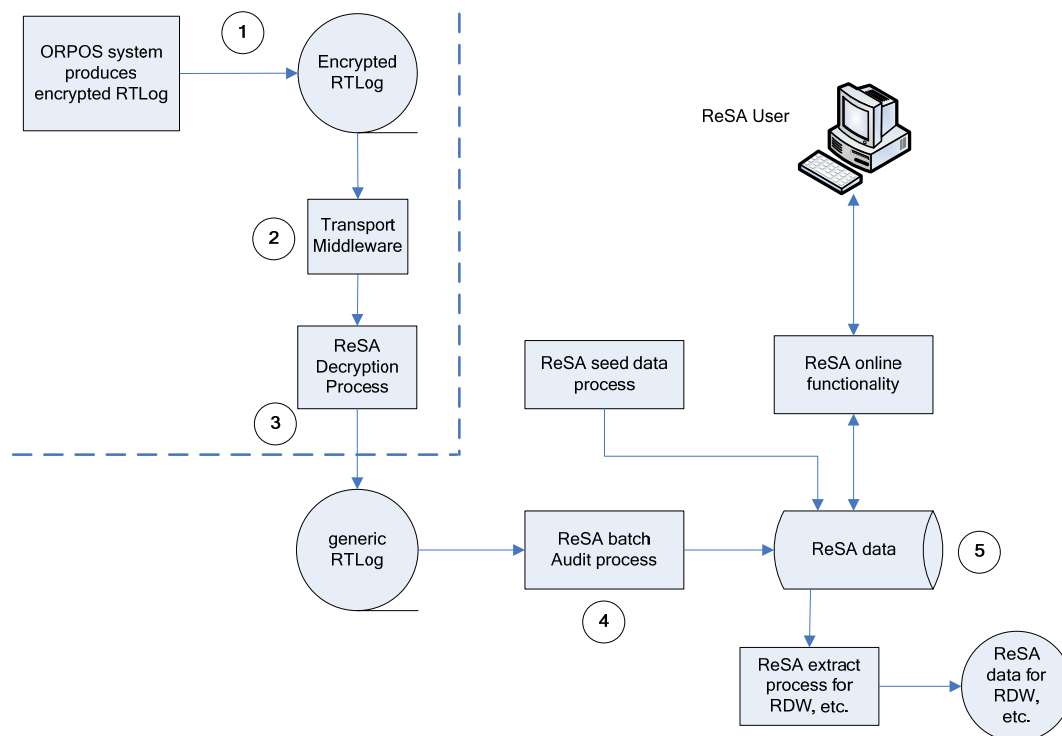 1
ORPOS system
produces
encrypted RTLog
Encrypted
RTLog
ReSA User
2
Transport
Middleware
ReSA
Decryption
Process
3
ReSA seed data
process
ReSA online
functionality
generic
RTLog
ReSA batch
Audit process
4
ReSA data
5
ReSA extract
process for
RDW, etc.
ReSA
data for
RDW,
etc.